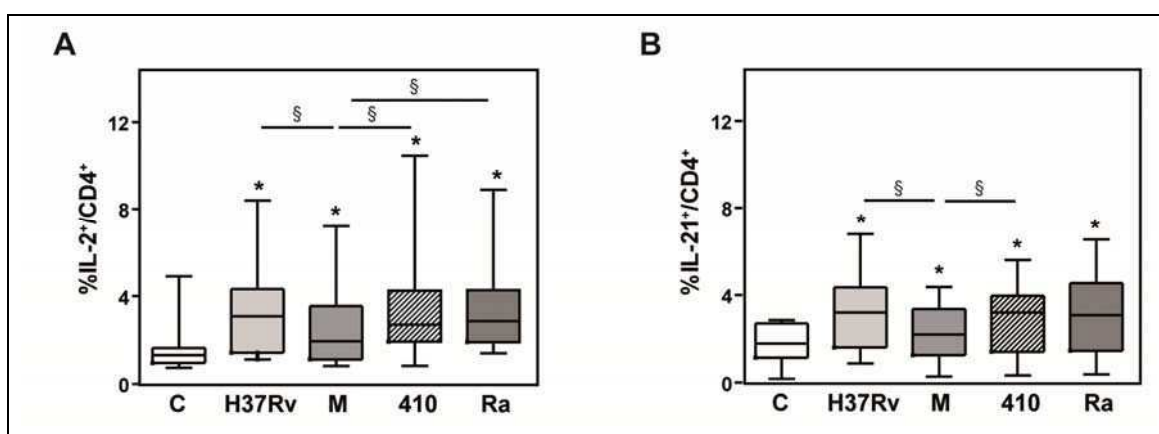 A
%IL-2⁺/CD4⁺
12
8
4
0
§
§ §
* * * *
C H37Rv M 410 Ra
B
%IL-21⁺/CD4⁺
12
8
4
0
§ §
* * * *
C H37Rv M 410 Ra